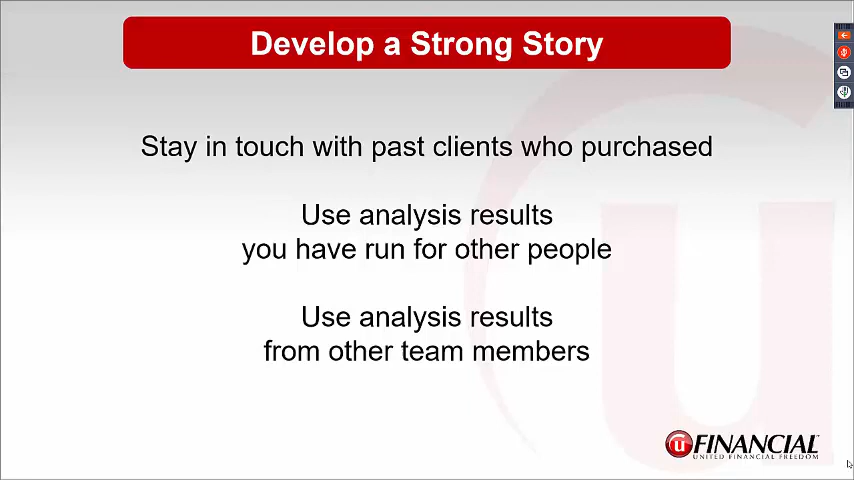 Develop a Strong Story
Stay in touch with past clients who purchased
Use analysis results
you have run for other people
Use analysis results
from other team members
u FINANCIAL
UNITED FINANCIAL FREEDOM